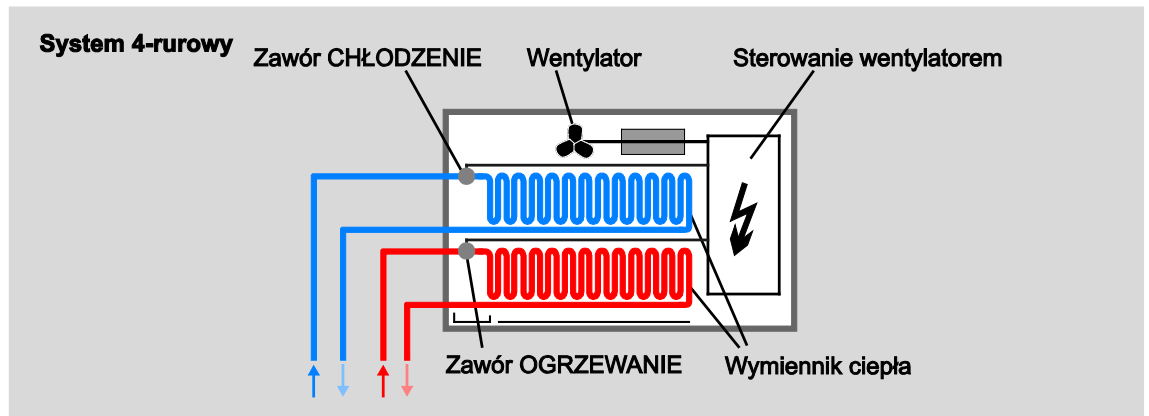 System 4-rurowy
Zawór CHŁODZENIE
Wentylator
Sterowanie wentylatorem
Zawór OGRZEWANIE
Wymiennik ciepła